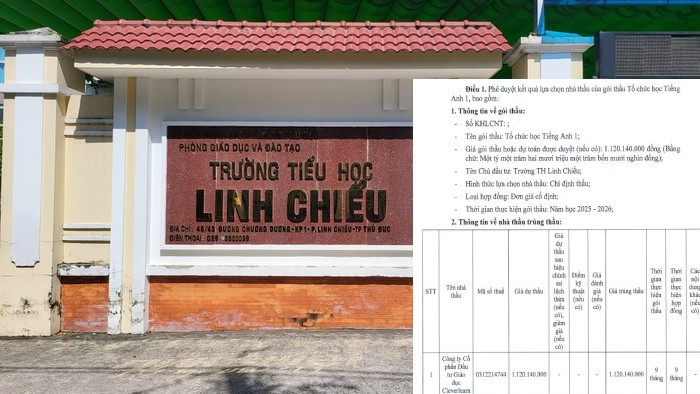 PHÒNG GIÁO DỤC VÀ ĐÀO TẠO
TRƯỜNG TIỂU HỌC
LINH CHIỂU
ĐỊA CHỈ: 46/42 ĐƯỜNG CHƯƠNG DƯƠNG-KP1-P.LINH CHIỂU-TP THỦ ĐỨC
ĐIỆN THOẠI: 028
Điều 1. Phê duyệt kết quả lựa chọn nhà thầu của gói thầu Tổ chức học Tiếng
Anh 1, bao gồm:
1. Thông tin về gói thầu:
- Số KHLCNT: ;
- Tên gói thầu: Tổ chức học Tiếng Anh 1;
- Giá gói thầu hoặc dự toán được duyệt (nếu có): 1.120.140.000 đồng (Bằng
chữ: Một tỷ một trăm hai mươi triệu một trăm bốn mươi nghìn đồng);
- Tên Chủ đầu tư: Trường TH Linh Chiểu;
- Hình thức lựa chọn nhà thầu: Chỉ định thầu;
- Loại hợp đồng: Đơn giá cố định;
- Thời gian thực hiện gói thầu: Năm học 2025 - 2026;
2. Thông tin về nhà thầu trúng thầu:
STT
Tên nhà
thầu
Mã số thuế
Giá dự thầu
Giá
dự
thầu
sau
hiệu
chỉnh
sai
lệch
thừa
(nếu
có),
giảm
giá
(nếu
có)
Điểm
kỹ
thuật
(nếu
có)
Giá
đánh
giá
(nếu
có)
Giá trúng thầu
Thời
gian
thực
hiện
gói
thầu
Thời
gian
thực
hiện
hợp
đồng
Các
nội
dung
khác
(nếu
có)
1
Công ty Cổ
phần Đầu
tư Giáo
dục
Cleverlearn
0312214744
1.120.140.000
-
-
-
1.120.140.000
9
tháng
9
tháng
-